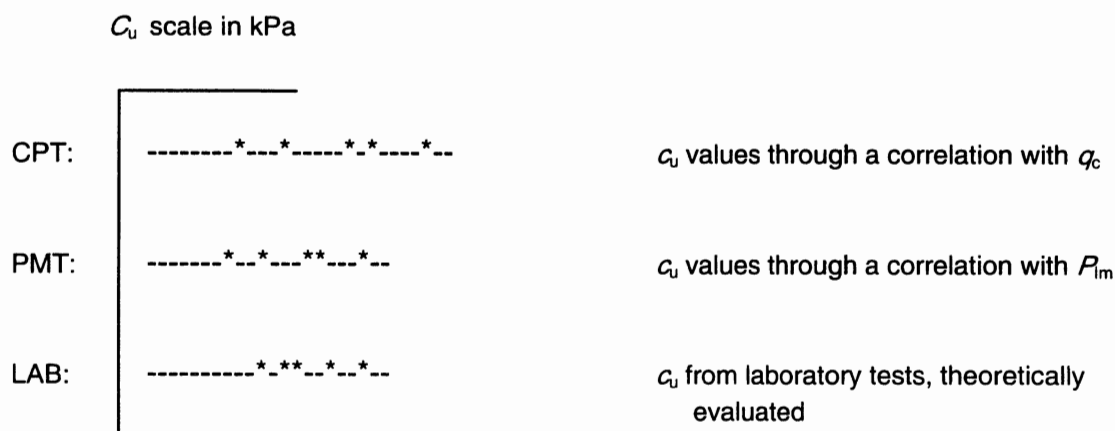 Cu scale in kPa
CPT: --------*---*-----*-*----*-- cu values through a correlation with qc
PMT: -------*--*---**---*-- cu values through a correlation with Plm
LAB: ----------*-**--*--*-- cu from laboratory tests, theoretically
evaluated